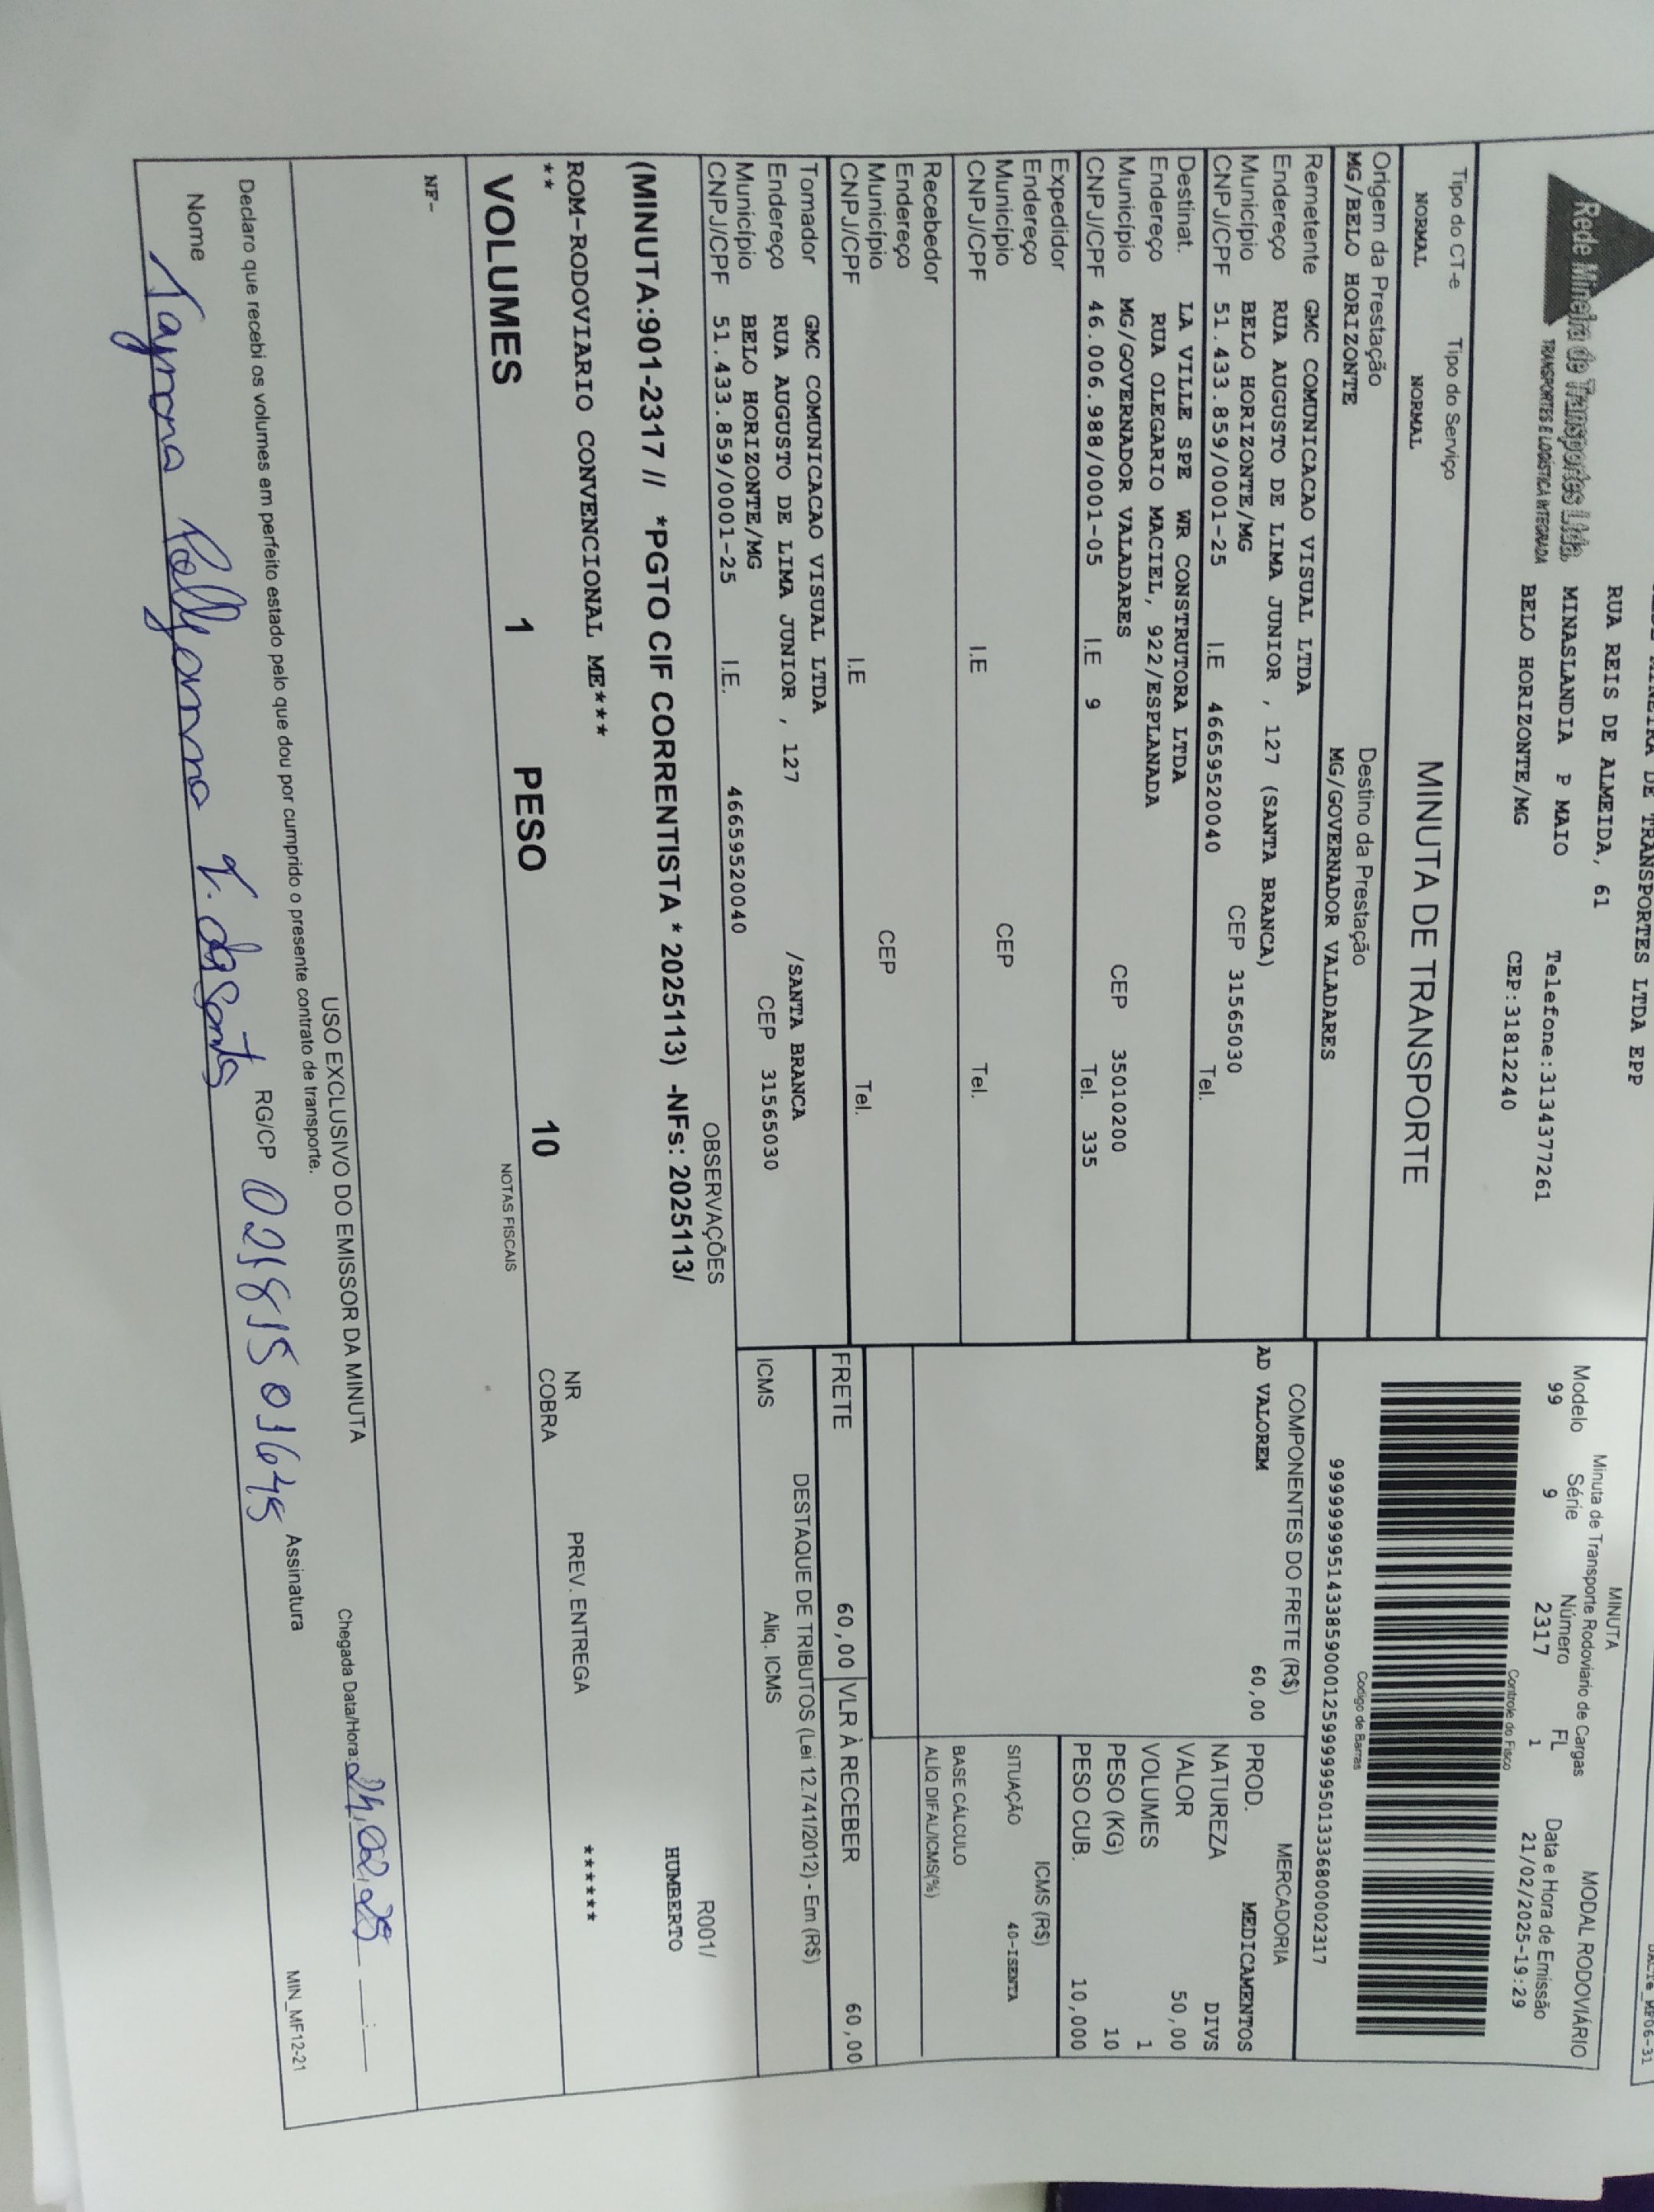 DE TRANSPORTES LTDA EPP
RUA REIS DE ALMEIDA, 61
MINASLANDIA P MAIO Telefone:3134377261
BELO HORIZONTE/MG CEP:31812240
Rede Mineira de Transportes Ltda.
TRANSPORTES E LOGÍSTICA INTEGRADA
MINUTA MODAL RODOVIÁRIO
Minuta de Transporte Rodoviario de Cargas
Modelo Série Número FL Data e Hora de Emissão
99 9 2317 1 21/02/2025-19:29
Controle do Fisco
Codigo de Barras
999999995143385900012599999995013336800002317
Tipo do CT-e Tipo do Serviço
NORMAL NORMAL
MINUTA DE TRANSPORTE
Origem da Prestação Destino da Prestação
MG/BELO HORIZONTE MG/GOVERNADOR VALADARES
Remetente GMC COMUNICACAO VISUAL LTDA
Endereço RUA AUGUSTO DE LIMA JUNIOR , 127 (SANTA BRANCA)
Município BELO HORIZONTE/MG CEP 31565030
CNPJ/CPF 51.433.859/0001-25 I.E 46659520040 Tel.
Destinat. LA VILLE SPE WR CONSTRUTORA LTDA
Endereço RUA OLEGARIO MACIEL, 922/ESPLANADA
Município MG/GOVERNADOR VALADARES CEP 35010200
CNPJ/CPF 46.006.988/0001-05 I.E 9 Tel. 335
Expedidor
Endereço
Município CEP
CNPJ/CPF I.E Tel.
Recebedor
Endereço
Município CEP
CNPJ/CPF I.E Tel.
Tomador GMC COMUNICACAO VISUAL LTDA
Endereço RUA AUGUSTO DE LIMA JUNIOR , 127 /SANTA BRANCA
Município BELO HORIZONTE/MG CEP 31565030
CNPJ/CPF 51.433.859/0001-25 I.E. 46659520040
COMPONENTES DO FRETE (R$)
AD VALOREM 60,00
MERCADORIA
PROD. MEDICAMENTOS
NATUREZA DIVS
VALOR 50,00
VOLUMES 1
PESO (KG) 10
PESO CUB. 10,000
ICMS (R$)
SITUAÇÃO 40-ISENTA
BASE CÁLCULO
ALÍQ DIFAL/ICMS(%)
FRETE 60,00 VLR À RECEBER 60,00
DESTAQUE DE TRIBUTOS (Lei 12.741/2012) - Em (R$)
ICMS Aliq. ICMS
OBSERVAÇÕES
R001/
HUMBERTO
(MINUTA:901-2317 // *PGTO CIF CORRENTISTA * 2025113) -NFs: 2025113/
ROM-RODOVIARIO CONVENCIONAL ME***
**
NR
COBRA
PREV. ENTREGA ******
VOLUMES 1 PESO 10
NOTAS FISCAIS
NF-
USO EXCLUSIVO DO EMISSOR DA MINUTA
Declaro que recebi os volumes em perfeito estado pelo que dou por cumprido o presente contrato de transporte.
Chegada Data/Hora: 24.02.25
Nome RG/CP 02181501645 Assinatura
MIN_MF12-21